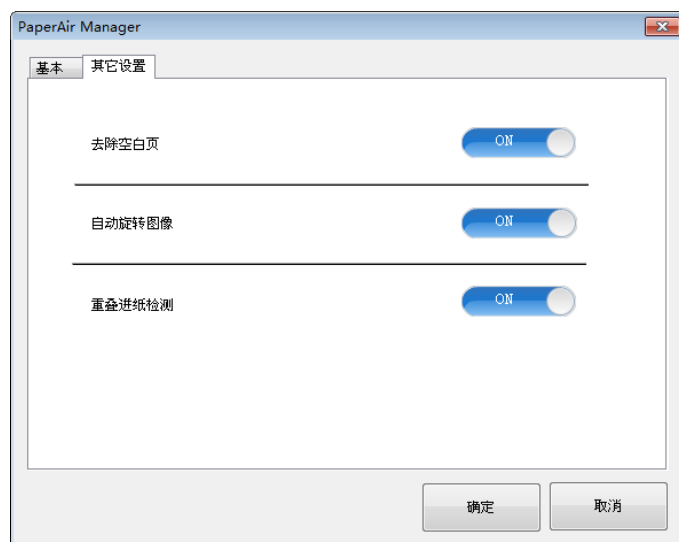 PaperAir Manager
基本
其它设置
去除空白页
ON
自动旋转图像
ON
重叠进纸检测
ON
确定
取消